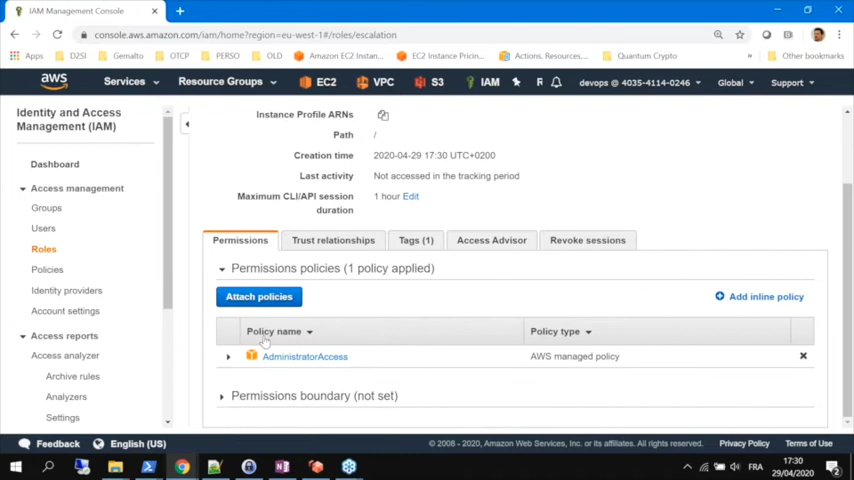 IAM Management Console
console.aws.amazon.com/iam/home?region=eu-west-1#/roles/escalation
Apps D2SI Gemalto OTCP PERSO OLD Amazon EC2 Instan... EC2 Instance Pricing... Actions, Resources,... Quantum Crypto Other bookmarks
aws Services Resource Groups EC2 VPC S3 IAM R devops @ 4035-4114-0246 Global Support
Identity and Access
Management (IAM)
Dashboard
Access management
Groups
Users
Roles
Policies
Identity providers
Account settings
Access reports
Access analyzer
Archive rules
Analyzers
Settings
Instance Profile ARNs
Path /
Creation time 2020-04-29 17:30 UTC+0200
Last activity Not accessed in the tracking period
Maximum CLI/API session
duration
1 hour Edit
Permissions Trust relationships Tags (1) Access Advisor Revoke sessions
Permissions policies (1 policy applied)
Attach policies Add inline policy
Policy name Policy type
AdministratorAccess AWS managed policy
Permissions boundary (not set)
Feedback English (US) © 2008 - 2020, Amazon Web Services, Inc. or its affiliates. All rights reserved. Privacy Policy Terms of Use
FRA 17:30
29/04/2020 2